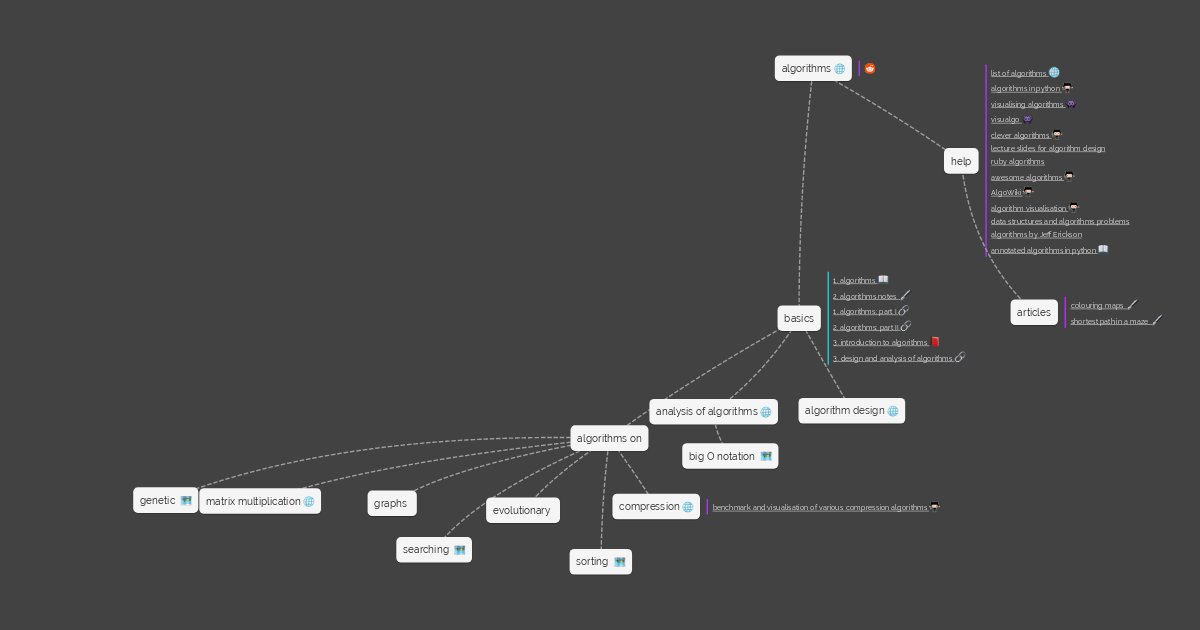 algorithms
list of algorithms
algorithms in python
visualising algorithms
visualgo
clever algorithms
lecture slides for algorithm design
ruby algorithms
awesome algorithms
AlgoWiki
algorithm visualisation
data structures and algorithms problems
algorithms by Jeff Erickson
annotated algorithms in python
help
articles
colouring maps
shortest path in a maze
basics
1. algorithms
2. algorithms notes
1. algorithms: part I
2. algorithms: part II
3. introduction to algorithms
3. design and analysis of algorithms
analysis of algorithms
algorithm design
algorithms on
big O notation
genetic
matrix multiplication
graphs
evolutionary
compression
benchmark and visualisation of various compression algorithms
searching
sorting